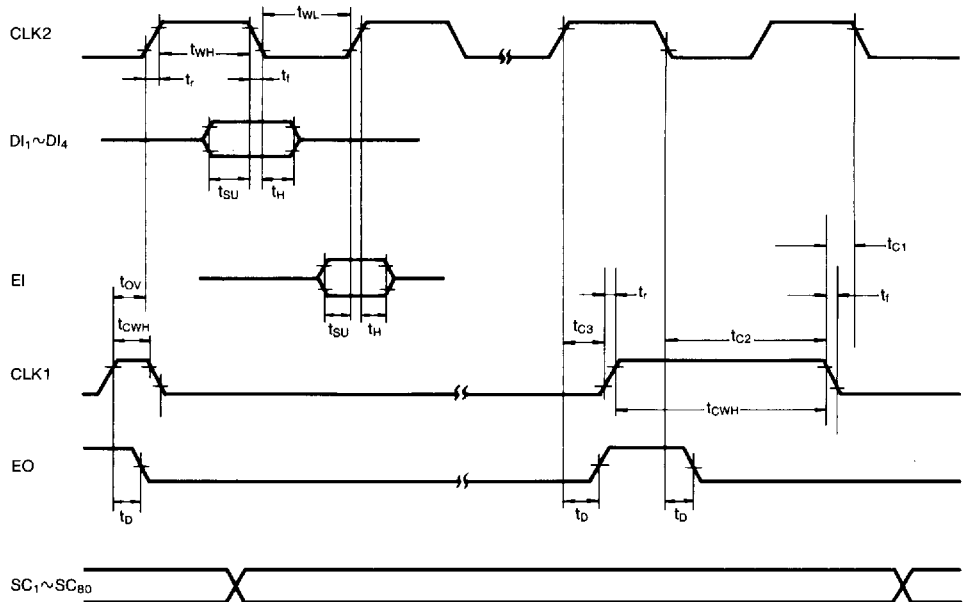 CLK2
tWL
tWH
tr
tf
DI1~DI4
tSU
tH
tC1
EI
tOV
tr
tf
tSU
tH
tC3
tC2
tCWH
CLK1
tCWH
EO
tD
tD
tD
SC1~SC80